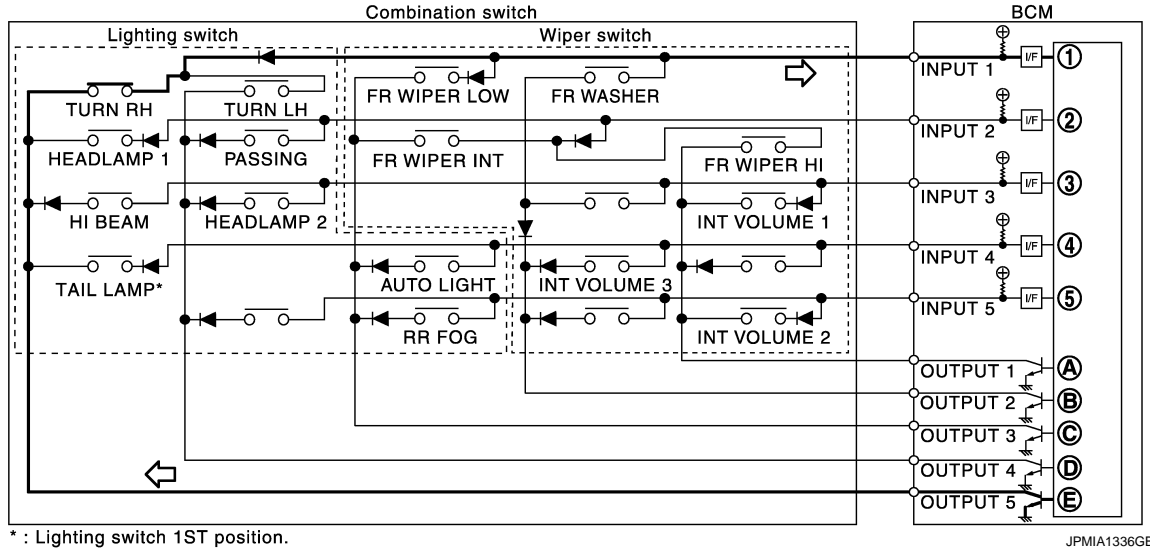 Combination switch
BCM
Lighting switch
Wiper switch
INPUT 1
I/F
1
TURN RH
TURN LH
FR WIPER LOW
FR WASHER
INPUT 2
I/F
2
HEADLAMP 1
PASSING
FR WIPER INT
FR WIPER HI
INPUT 3
I/F
3
HI BEAM
HEADLAMP 2
INT VOLUME 1
INPUT 4
I/F
4
TAIL LAMP*
AUTO LIGHT
INT VOLUME 3
INPUT 5
I/F
5
RR FOG
INT VOLUME 2
OUTPUT 1
A
OUTPUT 2
B
OUTPUT 3
C
OUTPUT 4
D
OUTPUT 5
E
* : Lighting switch 1ST position.
JPMIA1336GB